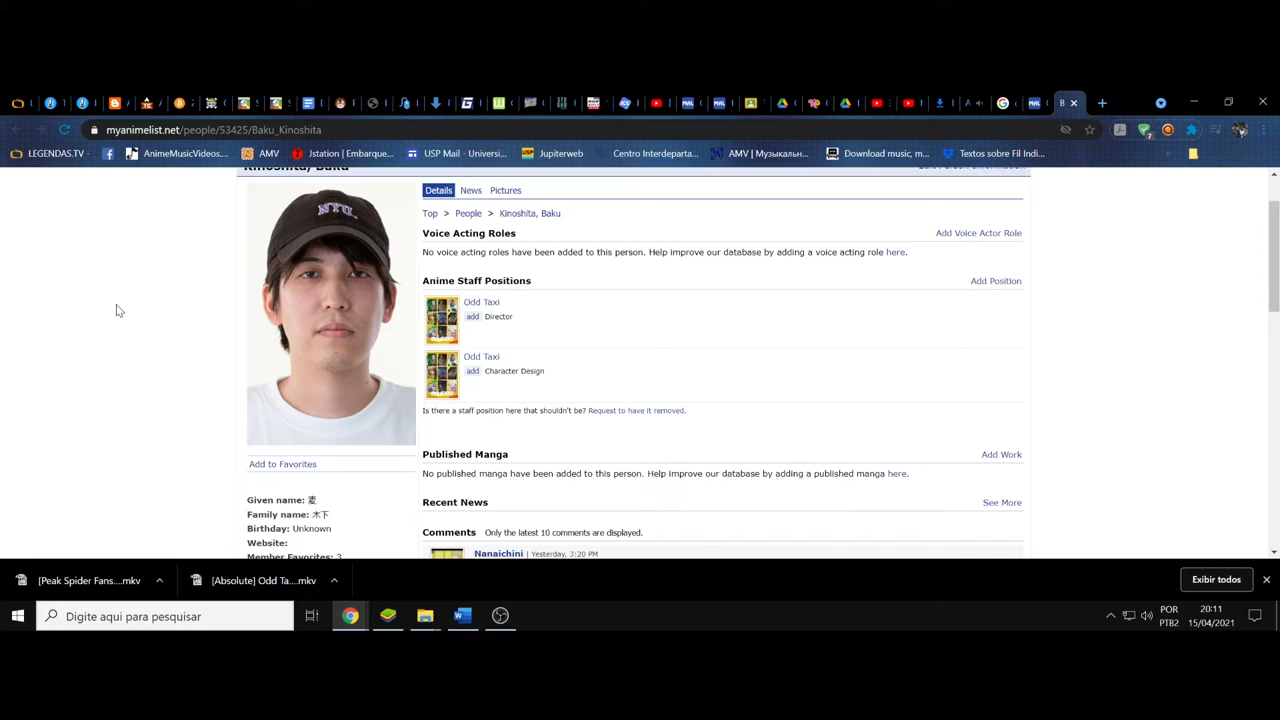 myanimelist.net/people/53425/Baku_Kinoshita
LEGENDAS.TV - AnimeMusicVideos... AMV Jstation | Embarque... USP Mail - Universi... Jupiterweb Centro Interdeparta... AMV | Музыкальн... Download music, m... Textos sobre Fil Indi...
Kinoshita, Baku
NYU
Details News Pictures
Top > People > Kinoshita, Baku
Voice Acting Roles Add Voice Actor Role
No voice acting roles have been added to this person. Help improve our database by adding a voice acting role here.
Anime Staff Positions Add Position
Odd Taxi
add Director
Odd Taxi
add Character Design
Is there a staff position here that shouldn't be? Request to have it removed.
Published Manga Add Work
No published manga have been added to this person. Help improve our database by adding a published manga here.
Recent News See More
Comments Only the latest 10 comments are displayed.
Nanaichini | Yesterday, 3:20 PM
Add to Favorites
Given name: 麦
Family name: 木下
Birthday: Unknown
Website:
Member Favorites: 3
[Peak Spider Fans....mkv [Absolute] Odd Ta....mkv Exibir todos
Digite aqui para pesquisar
POR
PTB2
20:11
15/04/2021